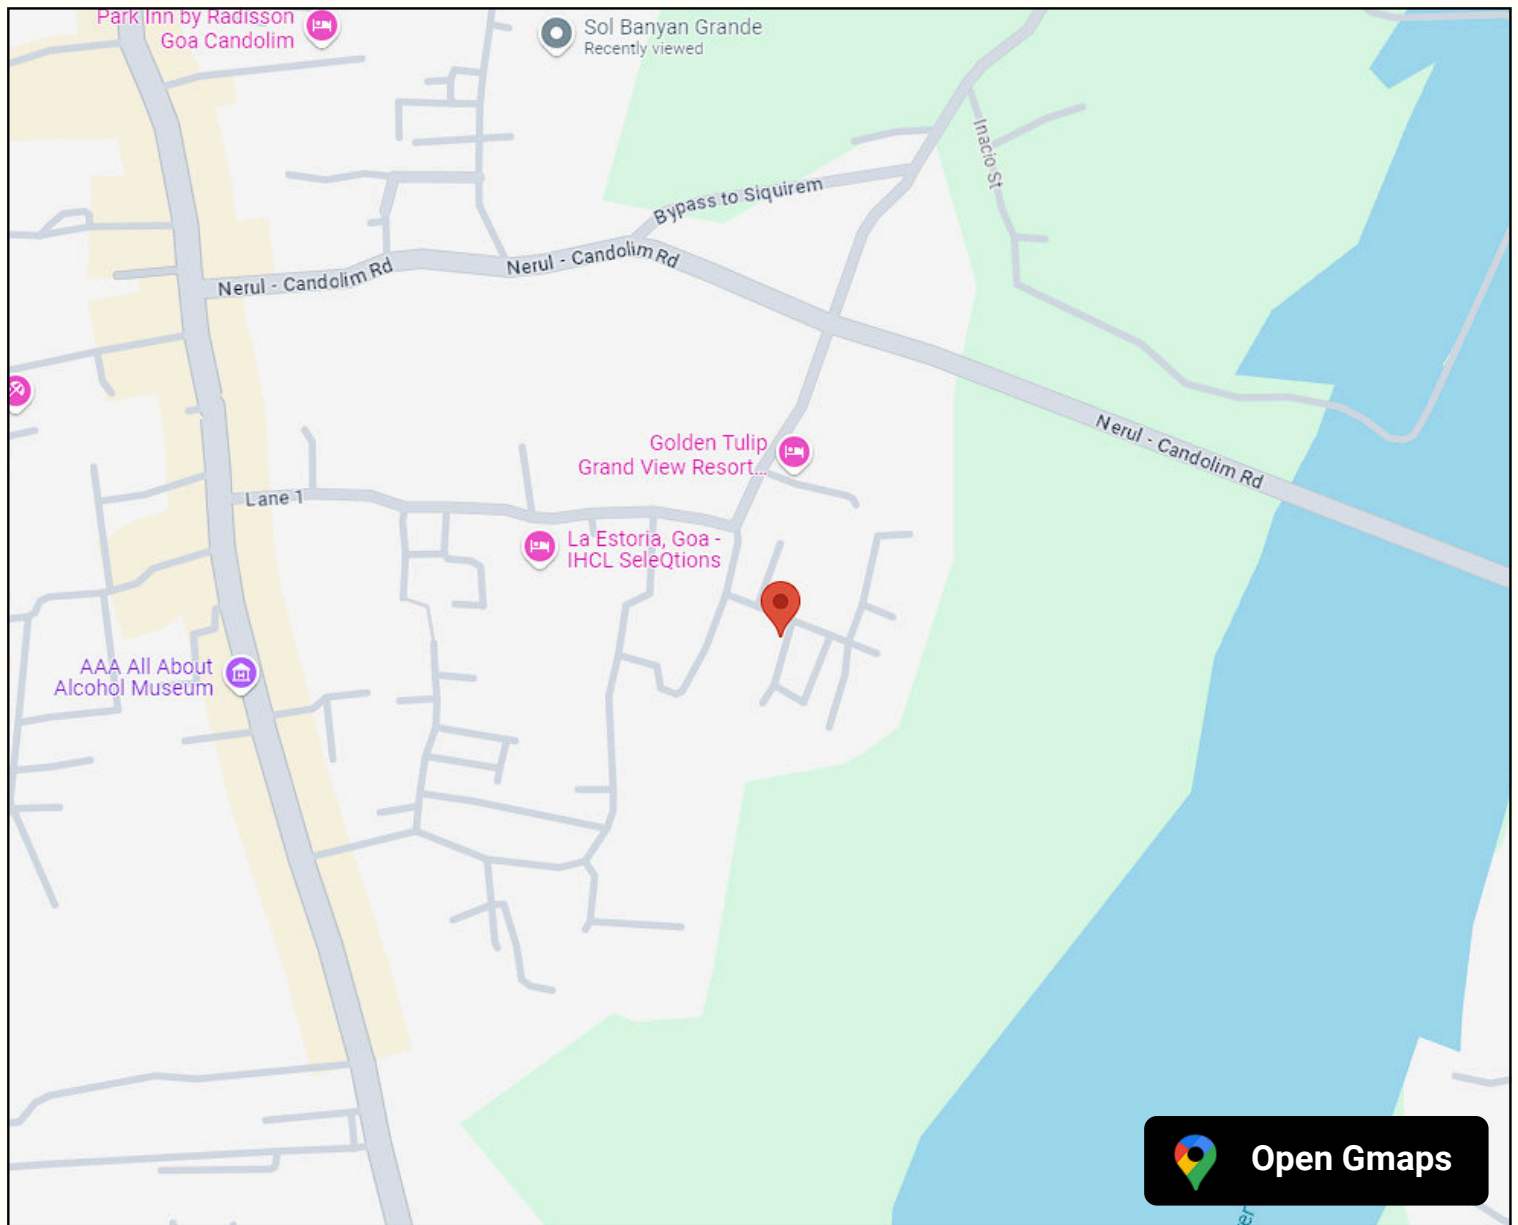 Park Inn by Radisson
Goa Candolim
Sol Banyan Grande
Recently viewed
Inacio St
Bypass to Siquirem
Nerul - Candolim Rd
Nerul - Candolim Rd
Nerul - Candolim Rd
Golden Tulip
Grand View Resort...
Lane 1
La Estoria, Goa -
IHCL SeleQtions
AAA All About
Alcohol Museum
Open Gmaps